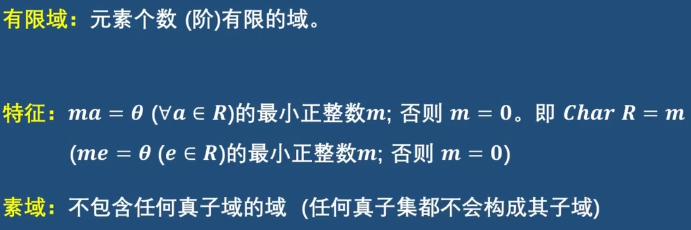 有限域：元素个数 (阶)有限的域。
特征：ma = θ (∀a ∈ R)的最小正整数m; 否则 m = 0。即 Char R = m
(me = θ (e ∈ R)的最小正整数m; 否则 m = 0)
素域：不包含任何真子域的域 (任何真子集都不会构成其子域)